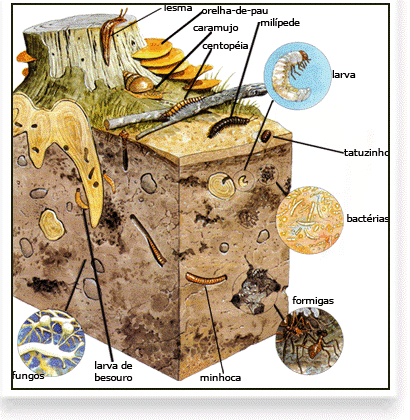 lesma
orelha-de-pau
milípede
caramujo
centopéia
larva
tatuzinho
bactérias
formigas
larva de
besouro
minhoca
fungos